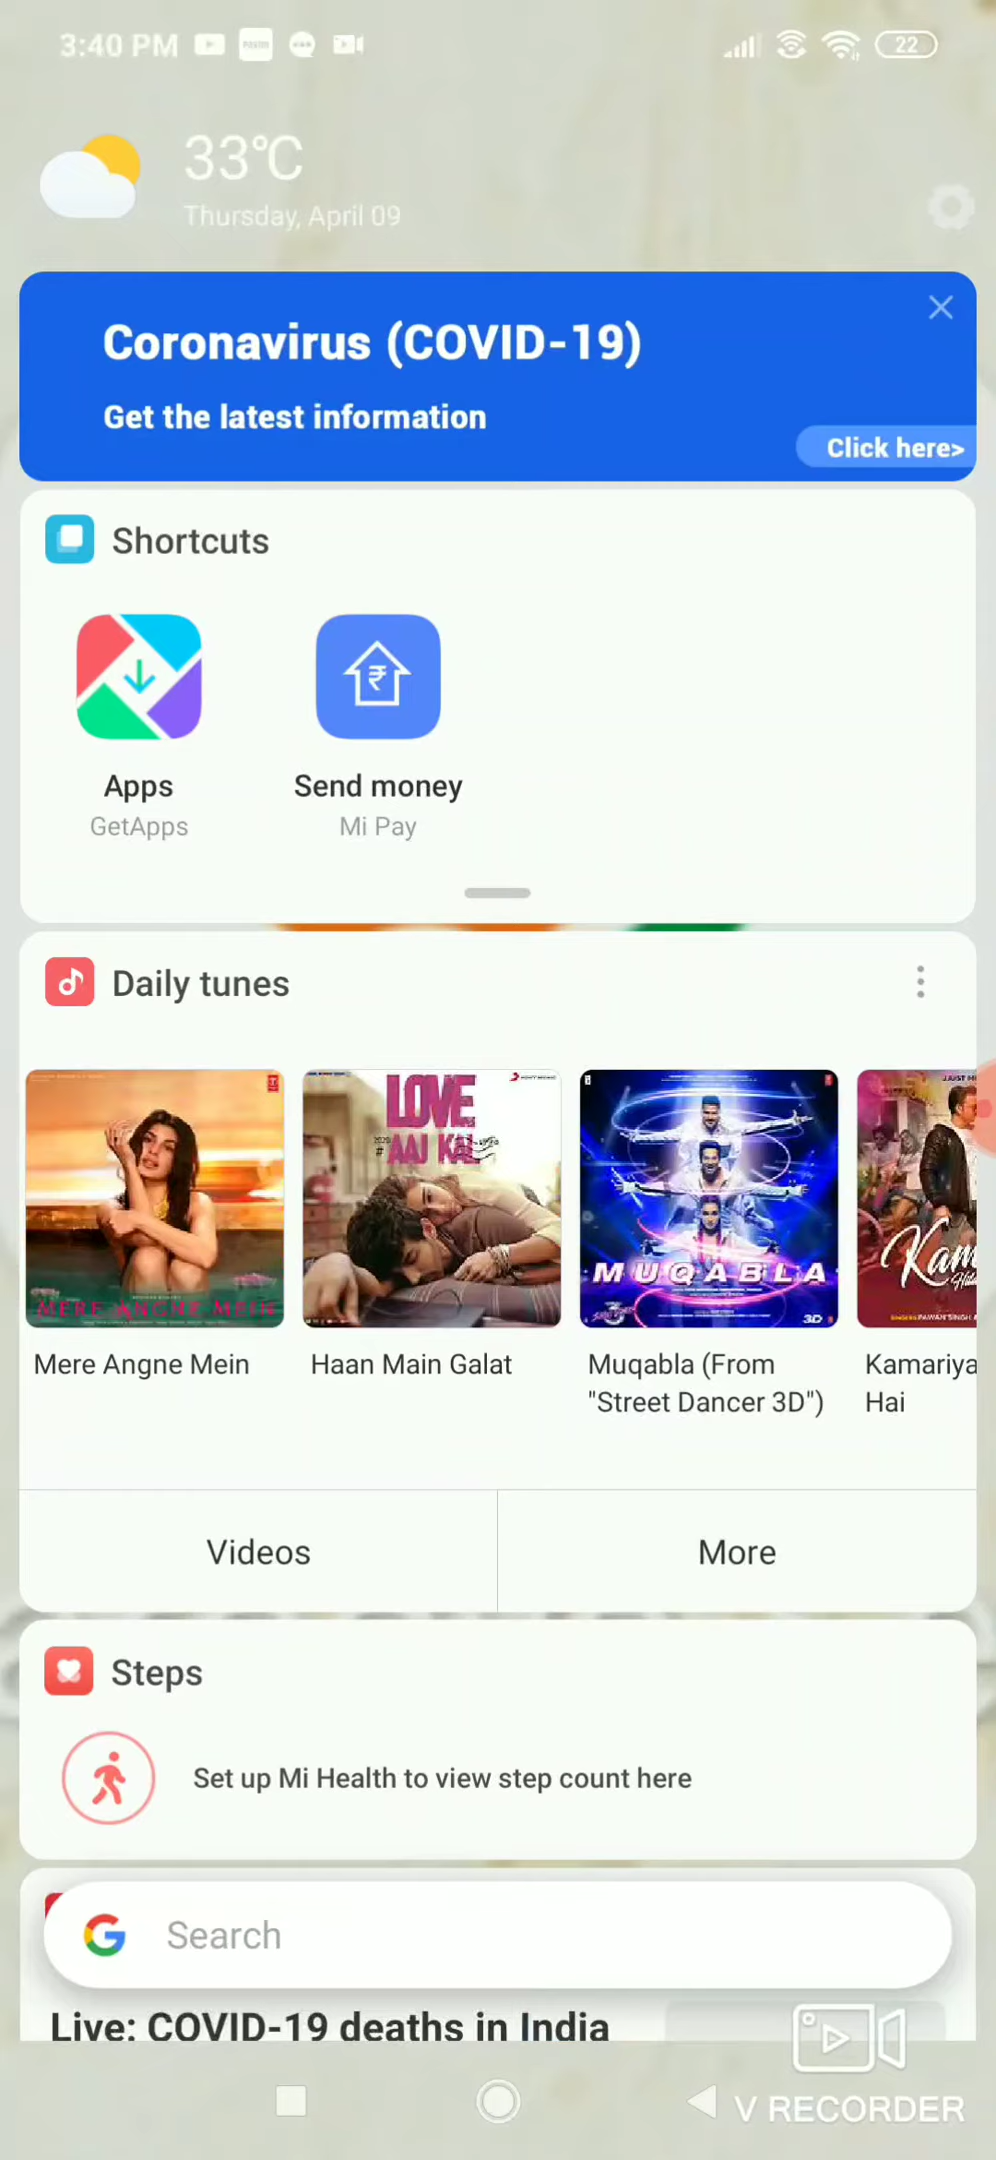 3:40 PM
22
33°C
Thursday, April 09
Coronavirus (COVID-19)
Get the latest information
Click here>
Shortcuts
Apps
Send money
GetApps
Mi Pay
Daily tunes
LOVE
AAJ KAL
MERE ANGNE MEIN
MUQABLA
3D
Kam
Mere Angne Mein
Haan Main Galat
Muqabla (From
"Street Dancer 3D")
Kamariya
Hai
Videos
More
Steps
Set up Mi Health to view step count here
Search
Live: COVID-19 deaths in India
V RECORDER